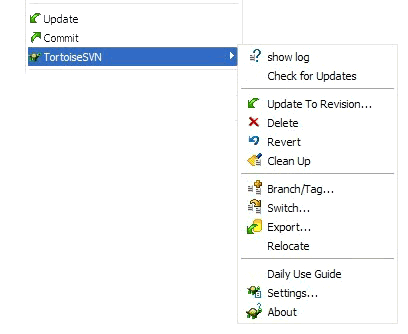 Update
Commit
TortoiseSVN
show log
Check for Updates
Update To Revision...
Delete
Revert
Clean Up
Branch/Tag...
Switch...
Export...
Relocate
Daily Use Guide
Settings...
About